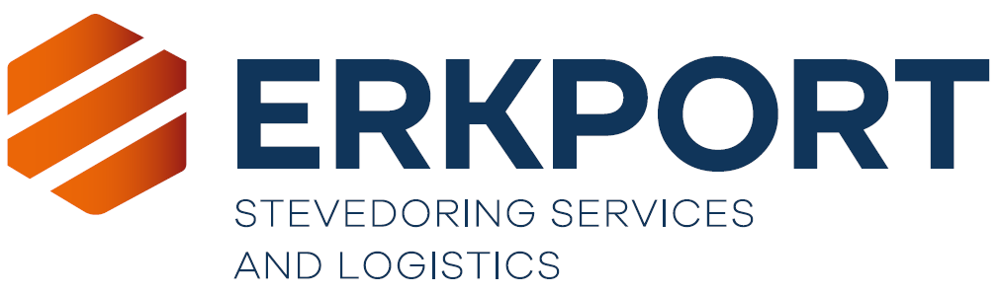 ERKPORT
STEVEDORING SERVICES
AND LOGISTICS